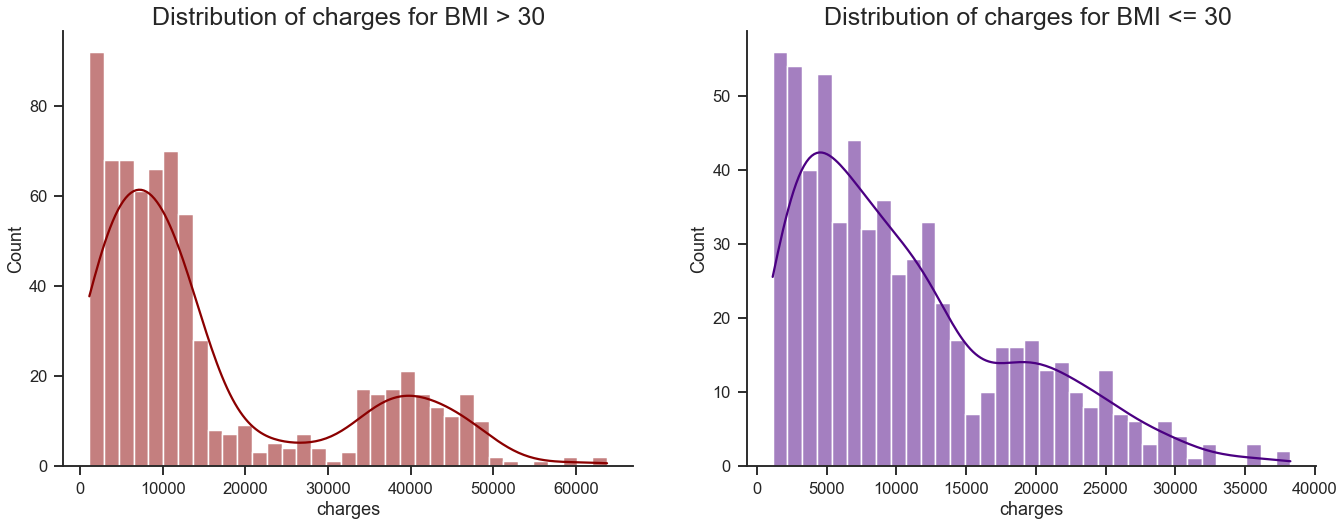 Distribution of charges for BMI > 30
Count
80
60
40
20
0
0 10000 20000 30000 40000 50000 60000
charges
Distribution of charges for BMI <= 30
Count
50
40
30
20
10
0
0 5000 10000 15000 20000 25000 30000 35000 40000
charges